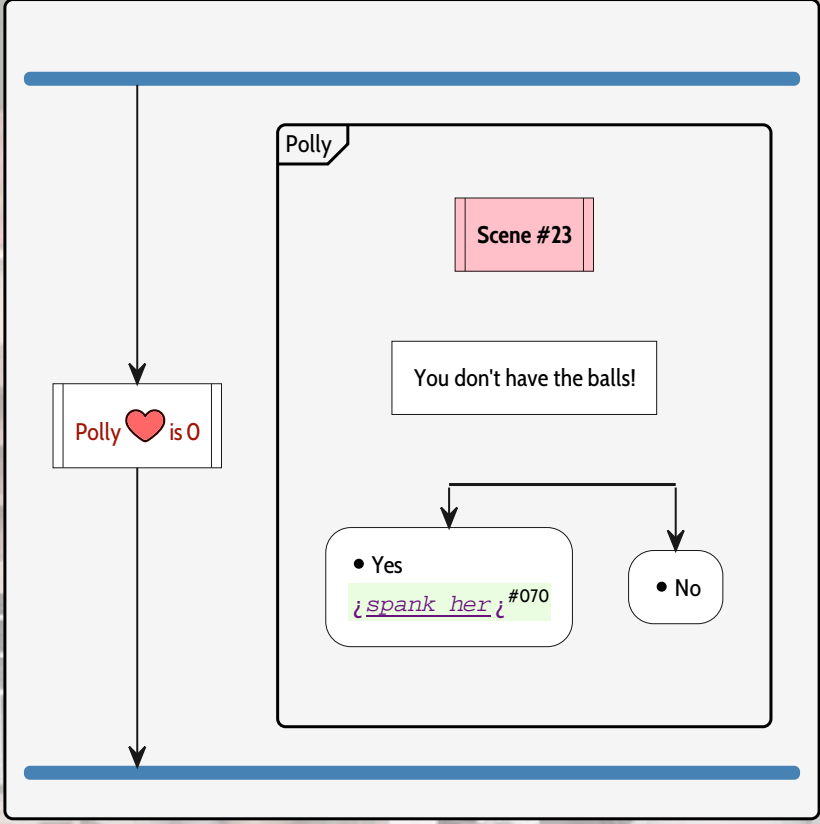 Polly
Scene #23
You don't have the balls!
Polly is 0
• Yes
¿spank her¿#070
• No